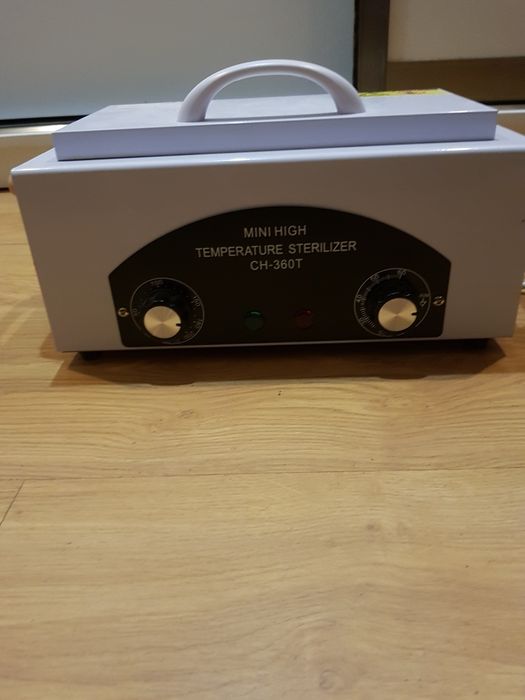 MINI HIGH
TEMPERATURE STERILIZER
CH-360T